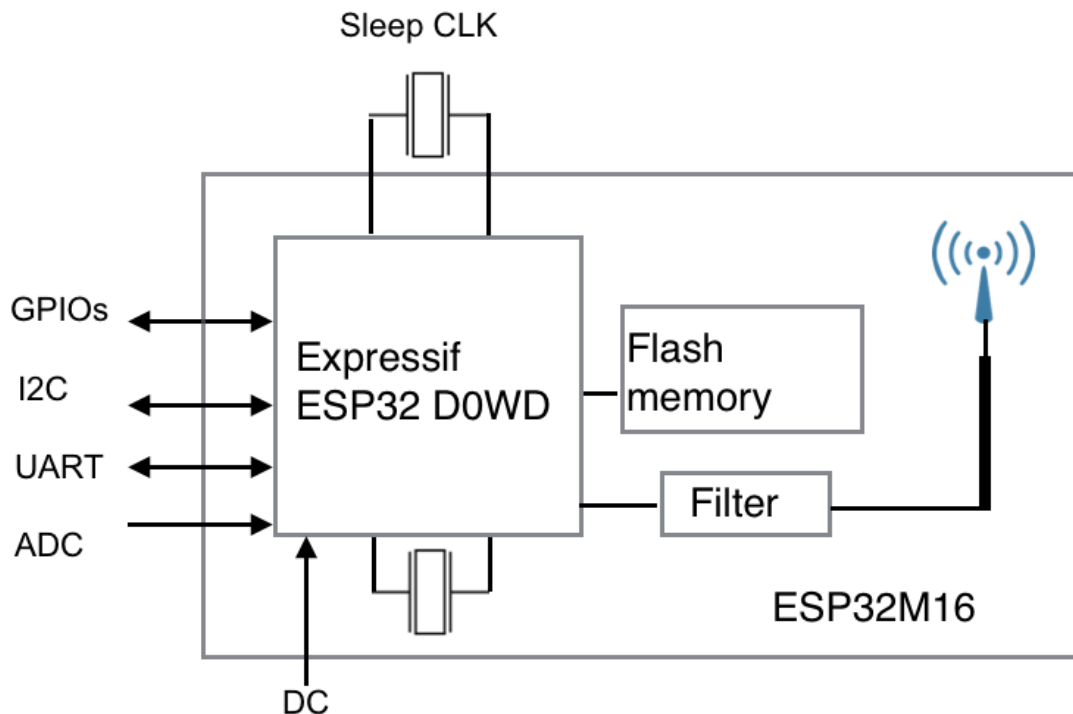 Sleep CLK
GPIOs
I2C
UART
ADC
Expressif
ESP32 D0WD
Flash
memory
Filter
ESP32M16
DC